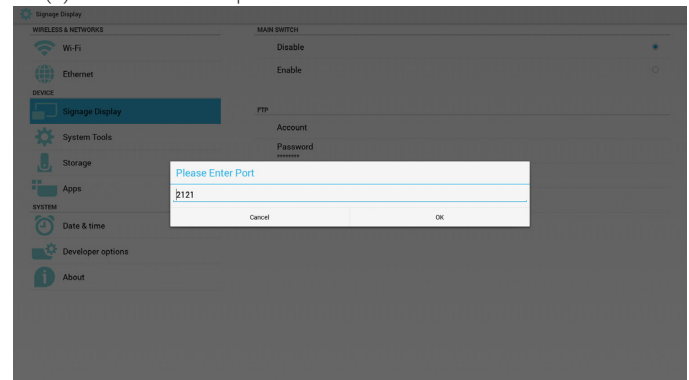 Signage Display
WIRELESS & NETWORKS
Wi-Fi
Ethernet
DEVICE
Signage Display
System Tools
Storage
Apps
SYSTEM
Date & time
Developer options
About
MAIN SWITCH
Disable
Enable
FTP
Account
Password
********
Please Enter Port
2121
Cancel
OK